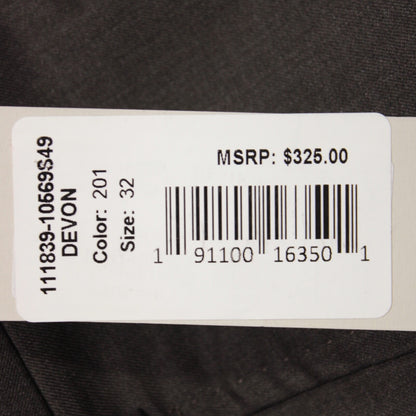 111839-10569S49
DEVON
Color: 201
Size: 32
MSRP: $325.00
1 91100 16350 1